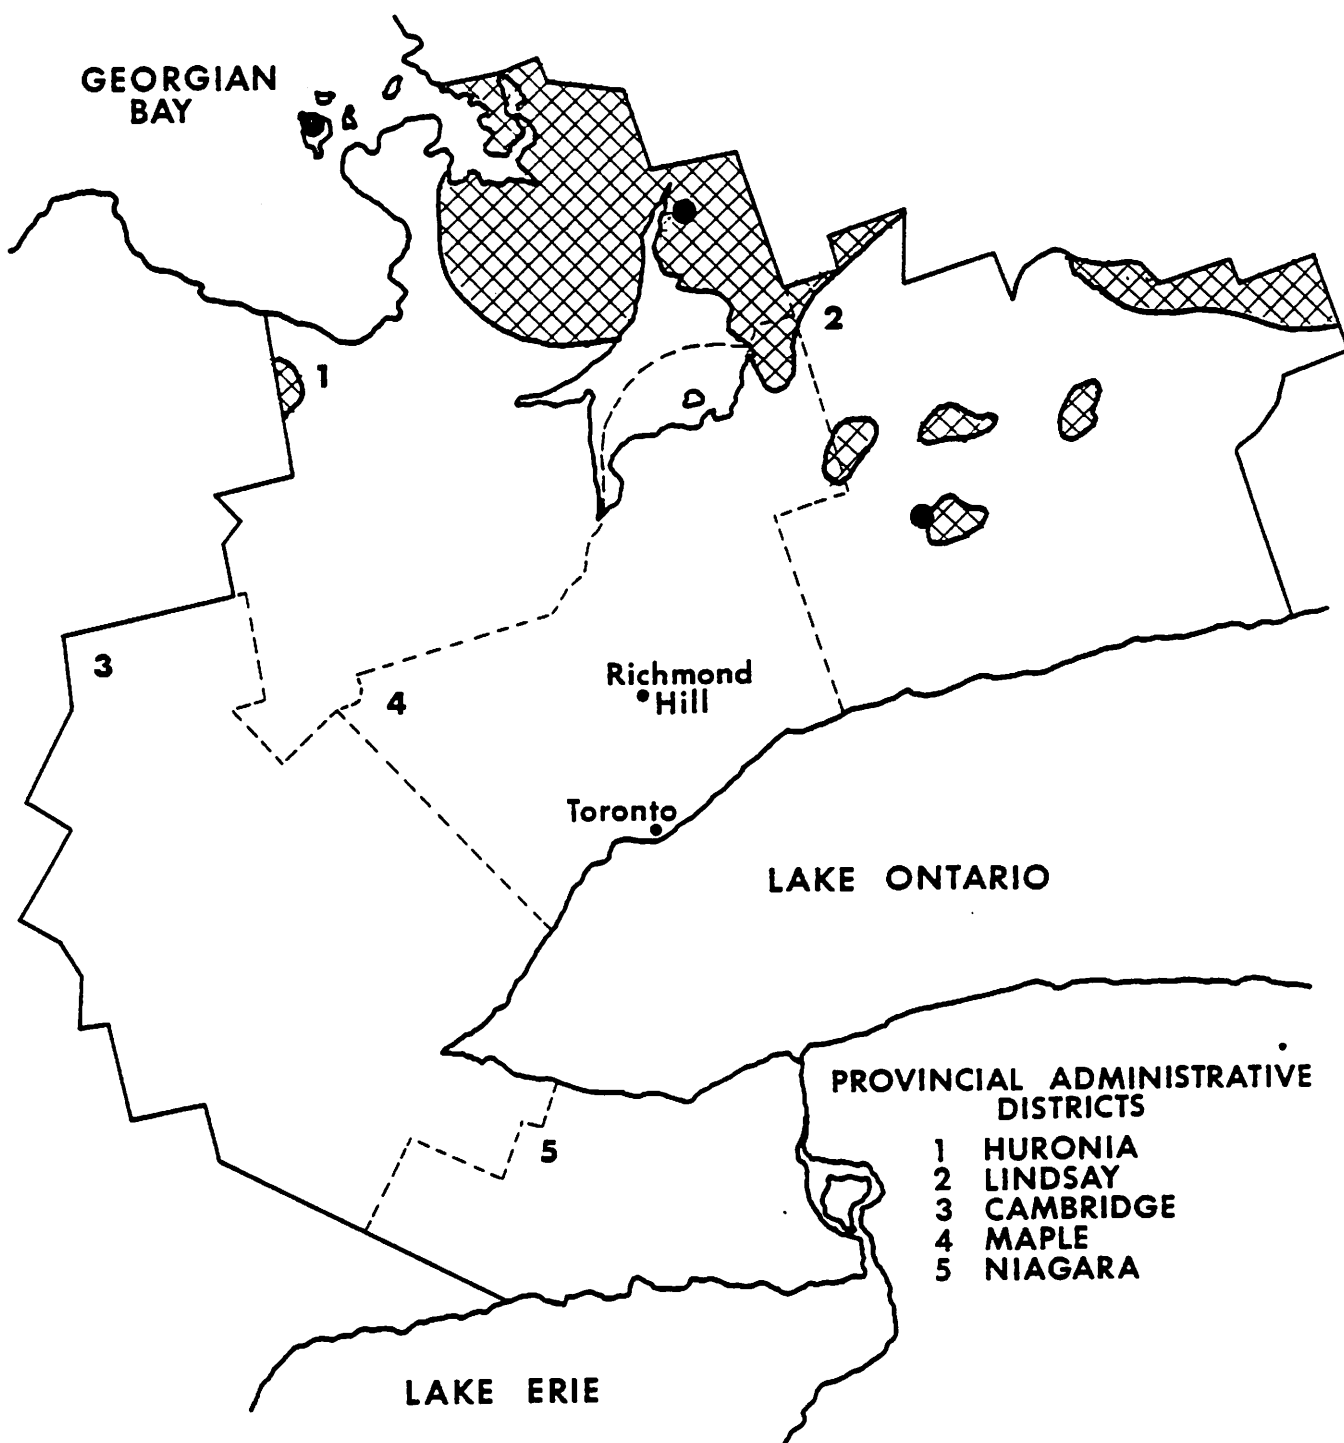 GEORGIAN
BAY
1
2
3
4
Richmond
Hill
Toronto
LAKE ONTARIO
5
PROVINCIAL ADMINISTRATIVE
DISTRICTS
1 HURONIA
2 LINDSAY
3 CAMBRIDGE
4 MAPLE
5 NIAGARA
LAKE ERIE